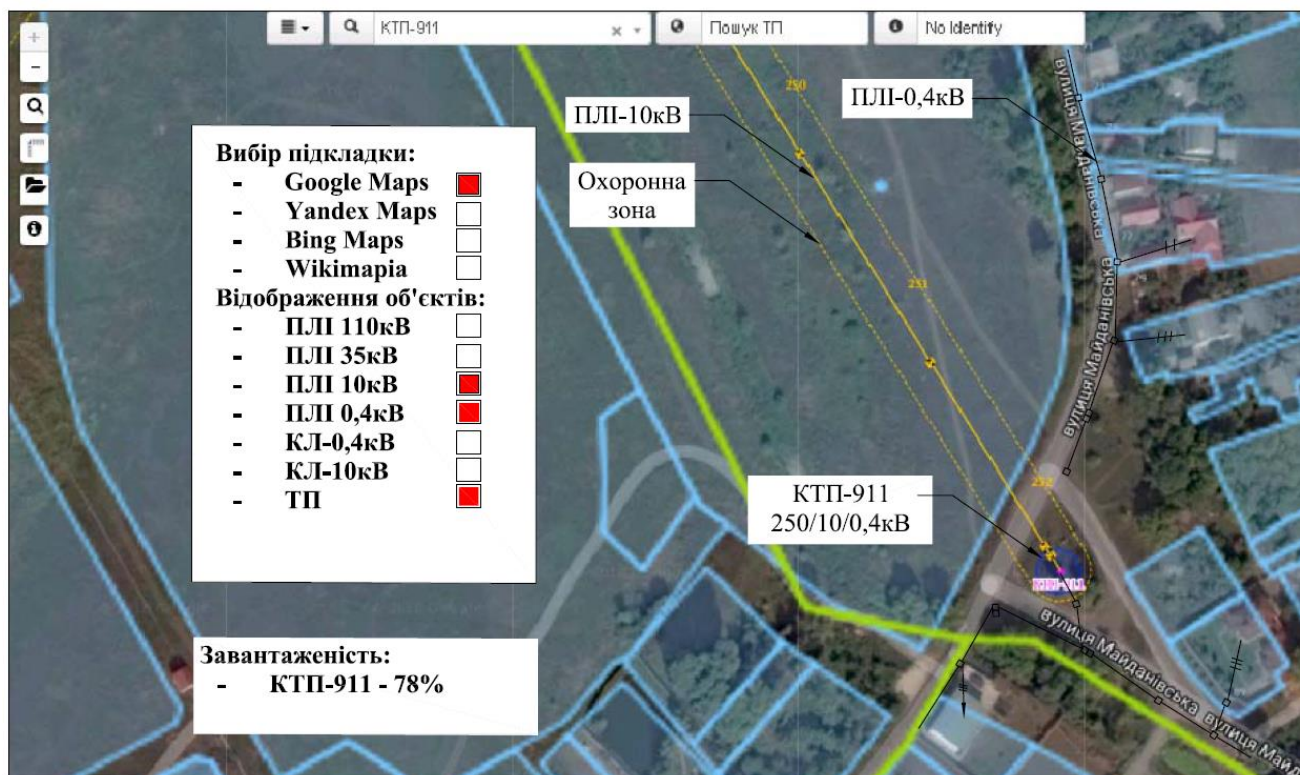 КТП-911
Пошук ТП
No Identify
250
ПЛІ-10кВ
ПЛІ-0,4кВ
Охоронна
зона
вулиця Майданівська
251
вулиця Майданівська
252
КТП-911
250/10/0,4кВ
КТП-911
вулиця Майданівська
вулиця Майд
Вибір підкладки:
- Google Maps
- Yandex Maps
- Bing Maps
- Wikimapia
Відображення об'єктів:
- ПЛІ 110кВ
- ПЛІ 35кВ
- ПЛІ 10кВ
- ПЛІ 0,4кВ
- КЛ-0,4кВ
- КЛ-10кВ
- ТП
Завантаженість:
- КТП-911 - 78%